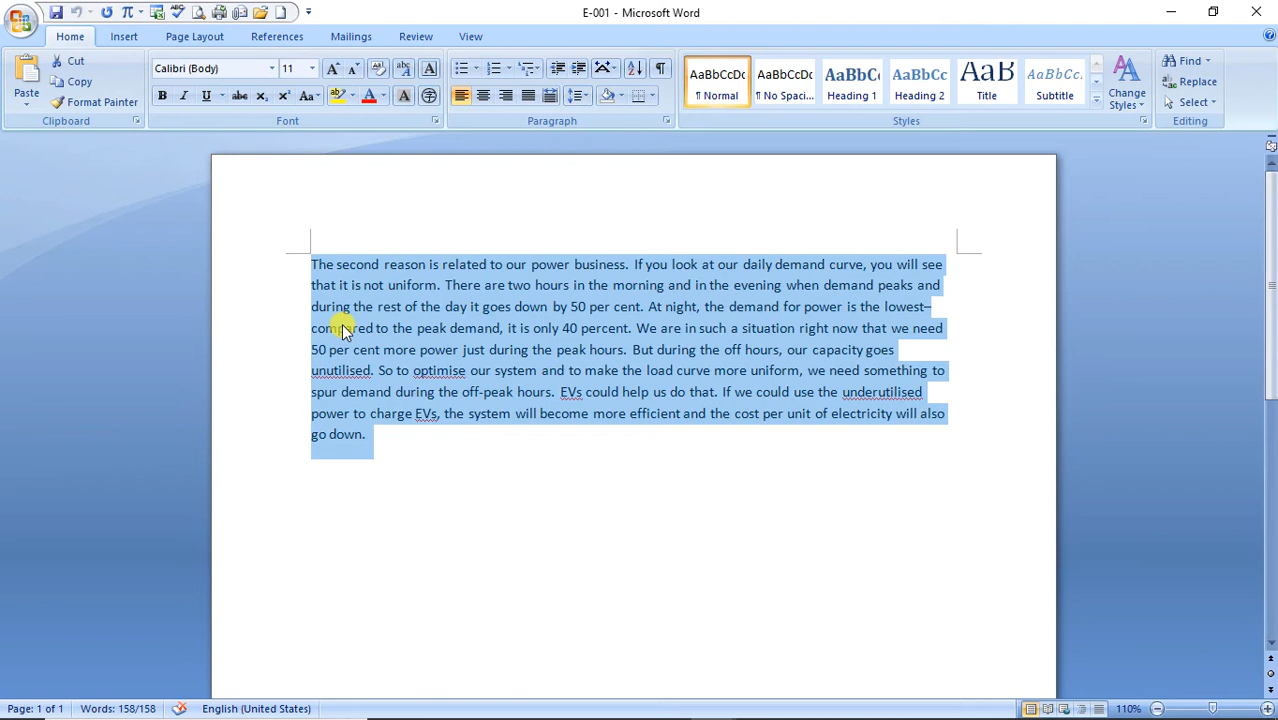 E-001 - Microsoft Word
Home Insert Page Layout References Mailings Review View
Paste
Cut
Copy
Format Painter
Clipboard
Calibri (Body) 11
Font
Paragraph
AaBbCcDc AaBbCcDc AaBbC AaBbCc AaB AaBbCc
¶ Normal ¶ No Spaci... Heading 1 Heading 2 Title Subtitle
Change Styles
Styles
Find
Replace
Select
Editing
The second reason is related to our power business. If you look at our daily demand curve, you will see
that it is not uniform. There are two hours in the morning and in the evening when demand peaks and
during the rest of the day it goes down by 50 per cent. At night, the demand for power is the lowest–
compared to the peak demand, it is only 40 percent. We are in such a situation right now that we need
50 per cent more power just during the peak hours. But during the off hours, our capacity goes
unutilised. So to optimise our system and to make the load curve more uniform, we need something to
spur demand during the off-peak hours. EVs could help us do that. If we could use the underutilised
power to charge EVs, the system will become more efficient and the cost per unit of electricity will also
go down.
Page: 1 of 1 Words: 158/158 English (United States) 110%